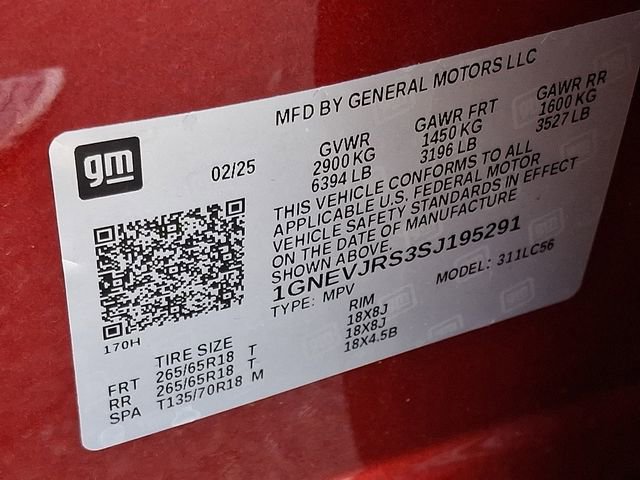 MFD BY GENERAL MOTORS LLC
gm
02/25
GVWR GAWR FRT GAWR RR
2900 KG 1450 KG 1600 KG
6394 LB 3196 LB 3527 LB
THIS VEHICLE CONFORMS TO ALL
APPLICABLE U.S. FEDERAL MOTOR
VEHICLE SAFETY STANDARDS IN EFFECT
ON THE DATE OF MANUFACTURE
SHOWN ABOVE.
1GNEVJRS3SJ195291
TYPE: MPV MODEL: 311LC56
170H
TIRE SIZE RIM
FRT 265/65R18 T 18X8J
RR 265/65R18 T 18X8J
SPA T135/70R18 M 18X4.5B